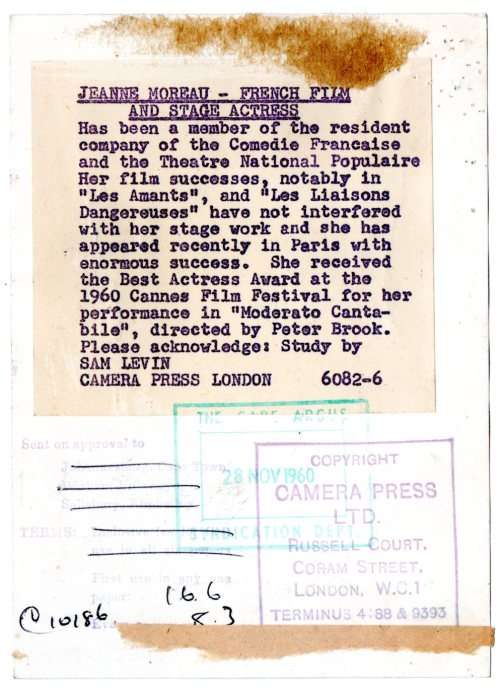 JEANNE MOREAU - FRENCH FILM
AND STAGE ACTRESS
Has been a member of the resident
company of the Comedie Francaise
and the Theatre National Populaire
Her film successes, notably in
"Les Amants", and "Les Liaisons
Dangereuses" have not interfered
with her stage work and she has
appeared recently in Paris with
enormous success. She received
the Best Actress Award at the
1960 Cannes Film Festival for her
performance in "Moderato Canta-
bile", directed by Peter Brook.
Please acknowledge: Study by
SAM LEVIN
CAMERA PRESS LONDON 6082-6
THE CAPE ARGUS
28 NOV 1960
SYNDICATION DEPT.
Sent on approval to
TERMS:
First use in any
COPYRIGHT
CAMERA PRESS
LTD.
RUSSELL COURT.
CORAM STREET.
LONDON, W.C.1
TERMINUS 4488 & 9393
16.6
8.3
10186